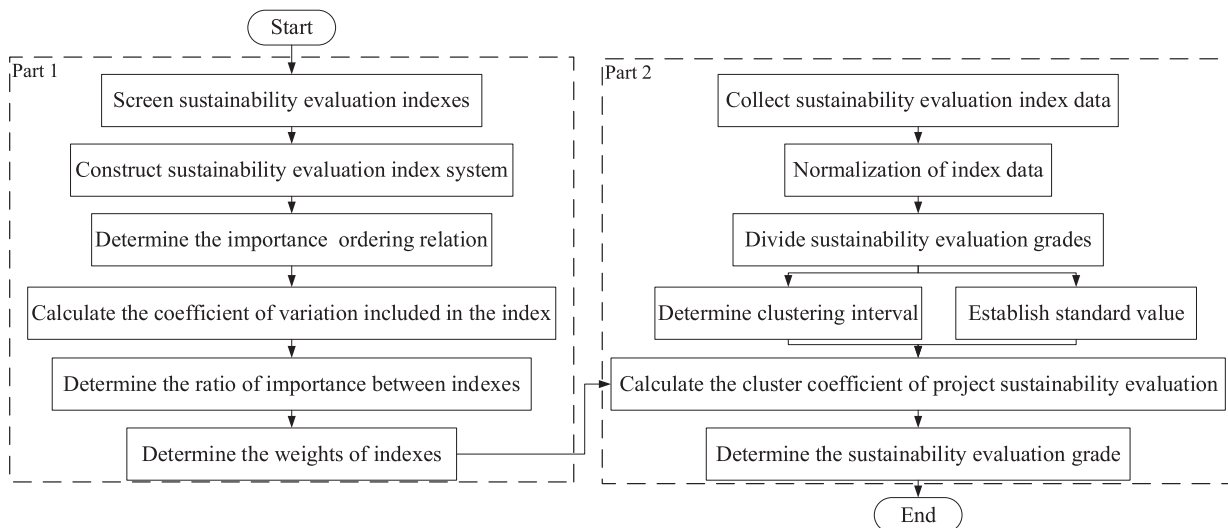 Start
Part 1
Screen sustainability evaluation indexes
Construct sustainability evaluation index system
Determine the importance ordering relation
Calculate the coefficient of variation included in the index
Determine the ratio of importance between indexes
Determine the weights of indexes
Part 2
Collect sustainability evaluation index data
Normalization of index data
Divide sustainability evaluation grades
Determine clustering interval
Establish standard value
Calculate the cluster coefficient of project sustainability evaluation
Determine the sustainability evaluation grade
End